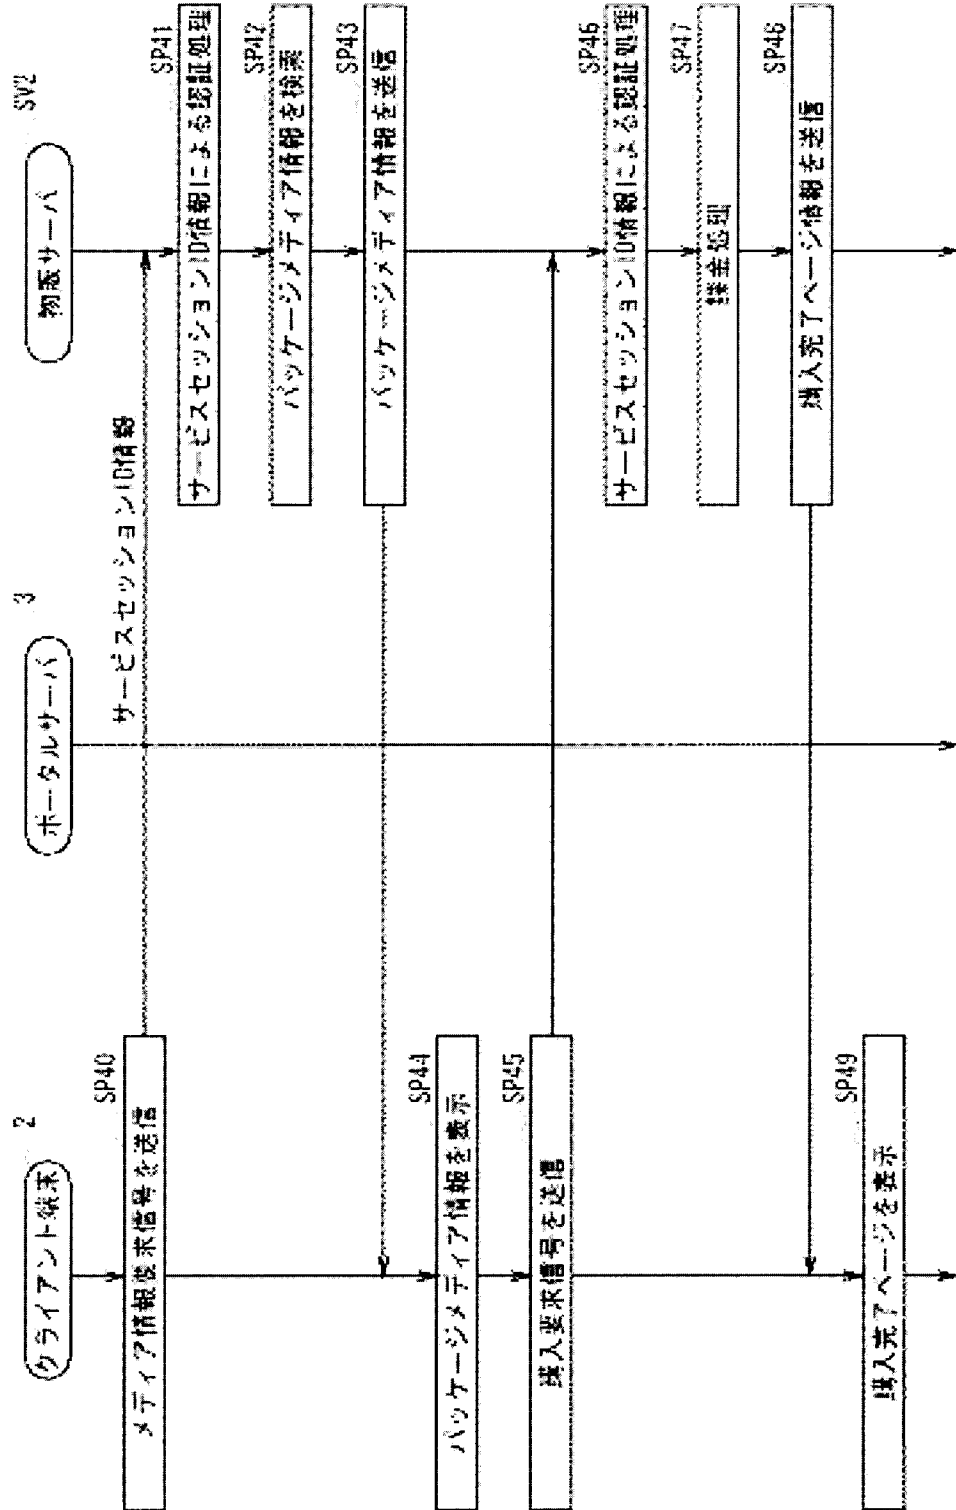 クライアント端末 2
ポータルサーバ 3
物販サーバ SV2
SP40
メディア情報要求信号を送信
サービスセッションID情報
SP41
サービスセッションID情報による認証処理
SP42
パッケージメディア情報を検索
SP43
パッケージメディア情報を送信
SP44
パッケージメディア情報を表示
SP45
購入要求信号を送信
SP46
サービスセッションID情報による認証処理
SP47
課金処理
SP48
購入完了ページ情報を送信
SP49
購入完了ページを表示